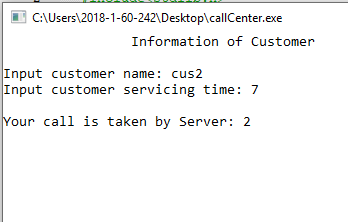 C:\Users\2018-1-60-242\Desktop\callCenter.exe
Information of Customer
Input customer name: cus2
Input customer servicing time: 7
Your call is taken by Server: 2